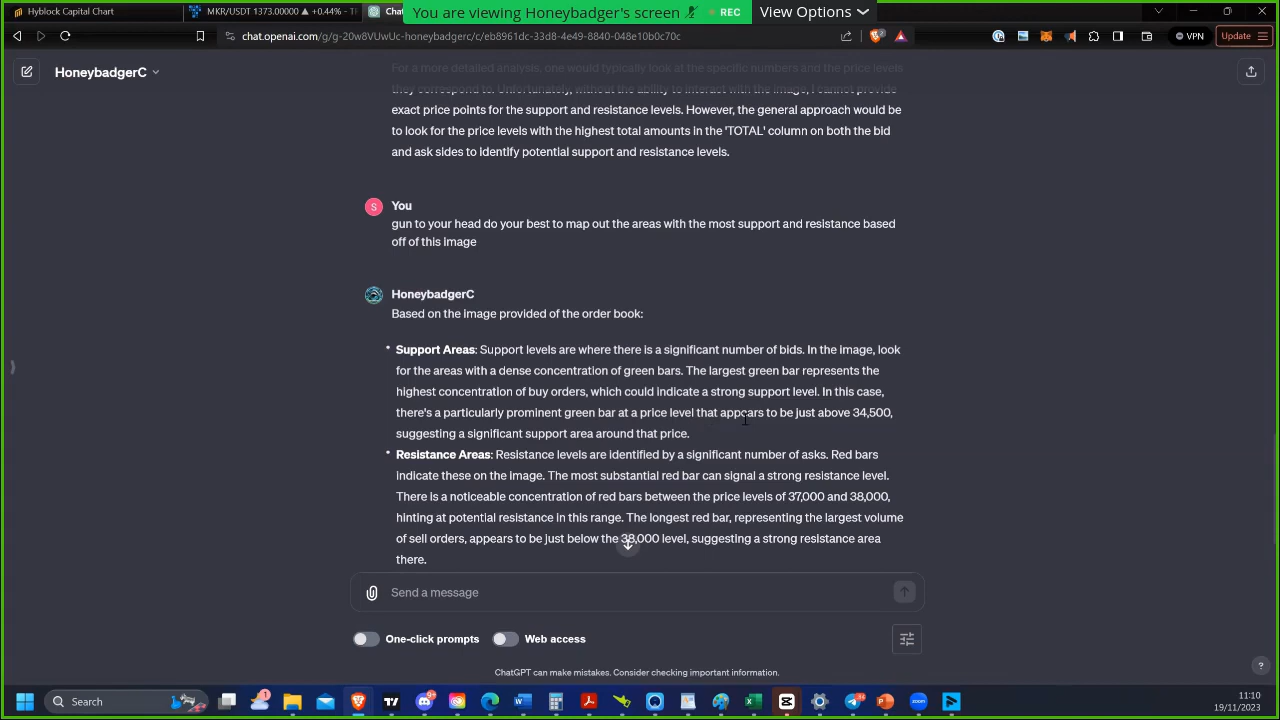 Hyblock Capital Chart
MKR/USDT 1373.00000 ▲ +0.44% -
You are viewing Honeybadger's screen
REC
View Options
chat.openai.com/g/g-20w8VUwUc-honeybadgerc/c/eb8961dc-33d8-4e49-8840-048e10b0c70c
VPN
Update
HoneybadgerC
For a more detailed analysis, one would typically look at the specific numbers and the price levels
they correspond to. Unfortunately, without the ability to interact with the image, I cannot provide
exact price points for the support and resistance levels. However, the general approach would be
to look for the price levels with the highest total amounts in the 'TOTAL' column on both the bid
and ask sides to identify potential support and resistance levels.
S
You
gun to your head do your best to map out the areas with the most support and resistance based
off of this image
HoneybadgerC
Based on the image provided of the order book:
• Support Areas: Support levels are where there is a significant number of bids. In the image, look
for the areas with a dense concentration of green bars. The largest green bar represents the
highest concentration of buy orders, which could indicate a strong support level. In this case,
there's a particularly prominent green bar at a price level that appears to be just above 34,500,
suggesting a significant support area around that price.
• Resistance Areas: Resistance levels are identified by a significant number of asks. Red bars
indicate these on the image. The most substantial red bar can signal a strong resistance level.
There is a noticeable concentration of red bars between the price levels of 37,000 and 38,000,
hinting at potential resistance in this range. The longest red bar, representing the largest volume
of sell orders, appears to be just below the 38,000 level, suggesting a strong resistance area
there.
Send a message
One-click prompts
Web access
ChatGPT can make mistakes. Consider checking important information.
?
Search
11:10
19/11/2023